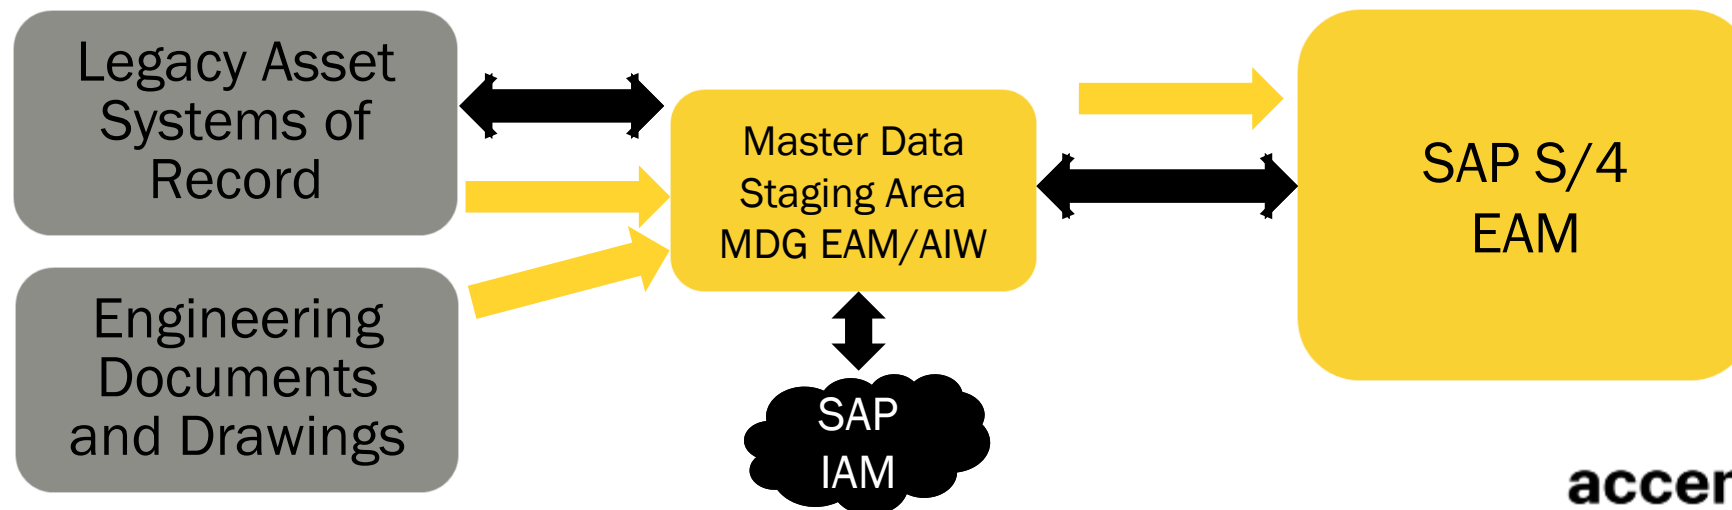 Legacy Asset
Systems of
Record
Engineering
Documents
and Drawings
Master Data
Staging Area
MDG EAM/AIW
SAP
IAM
SAP S/4
EAM
accer